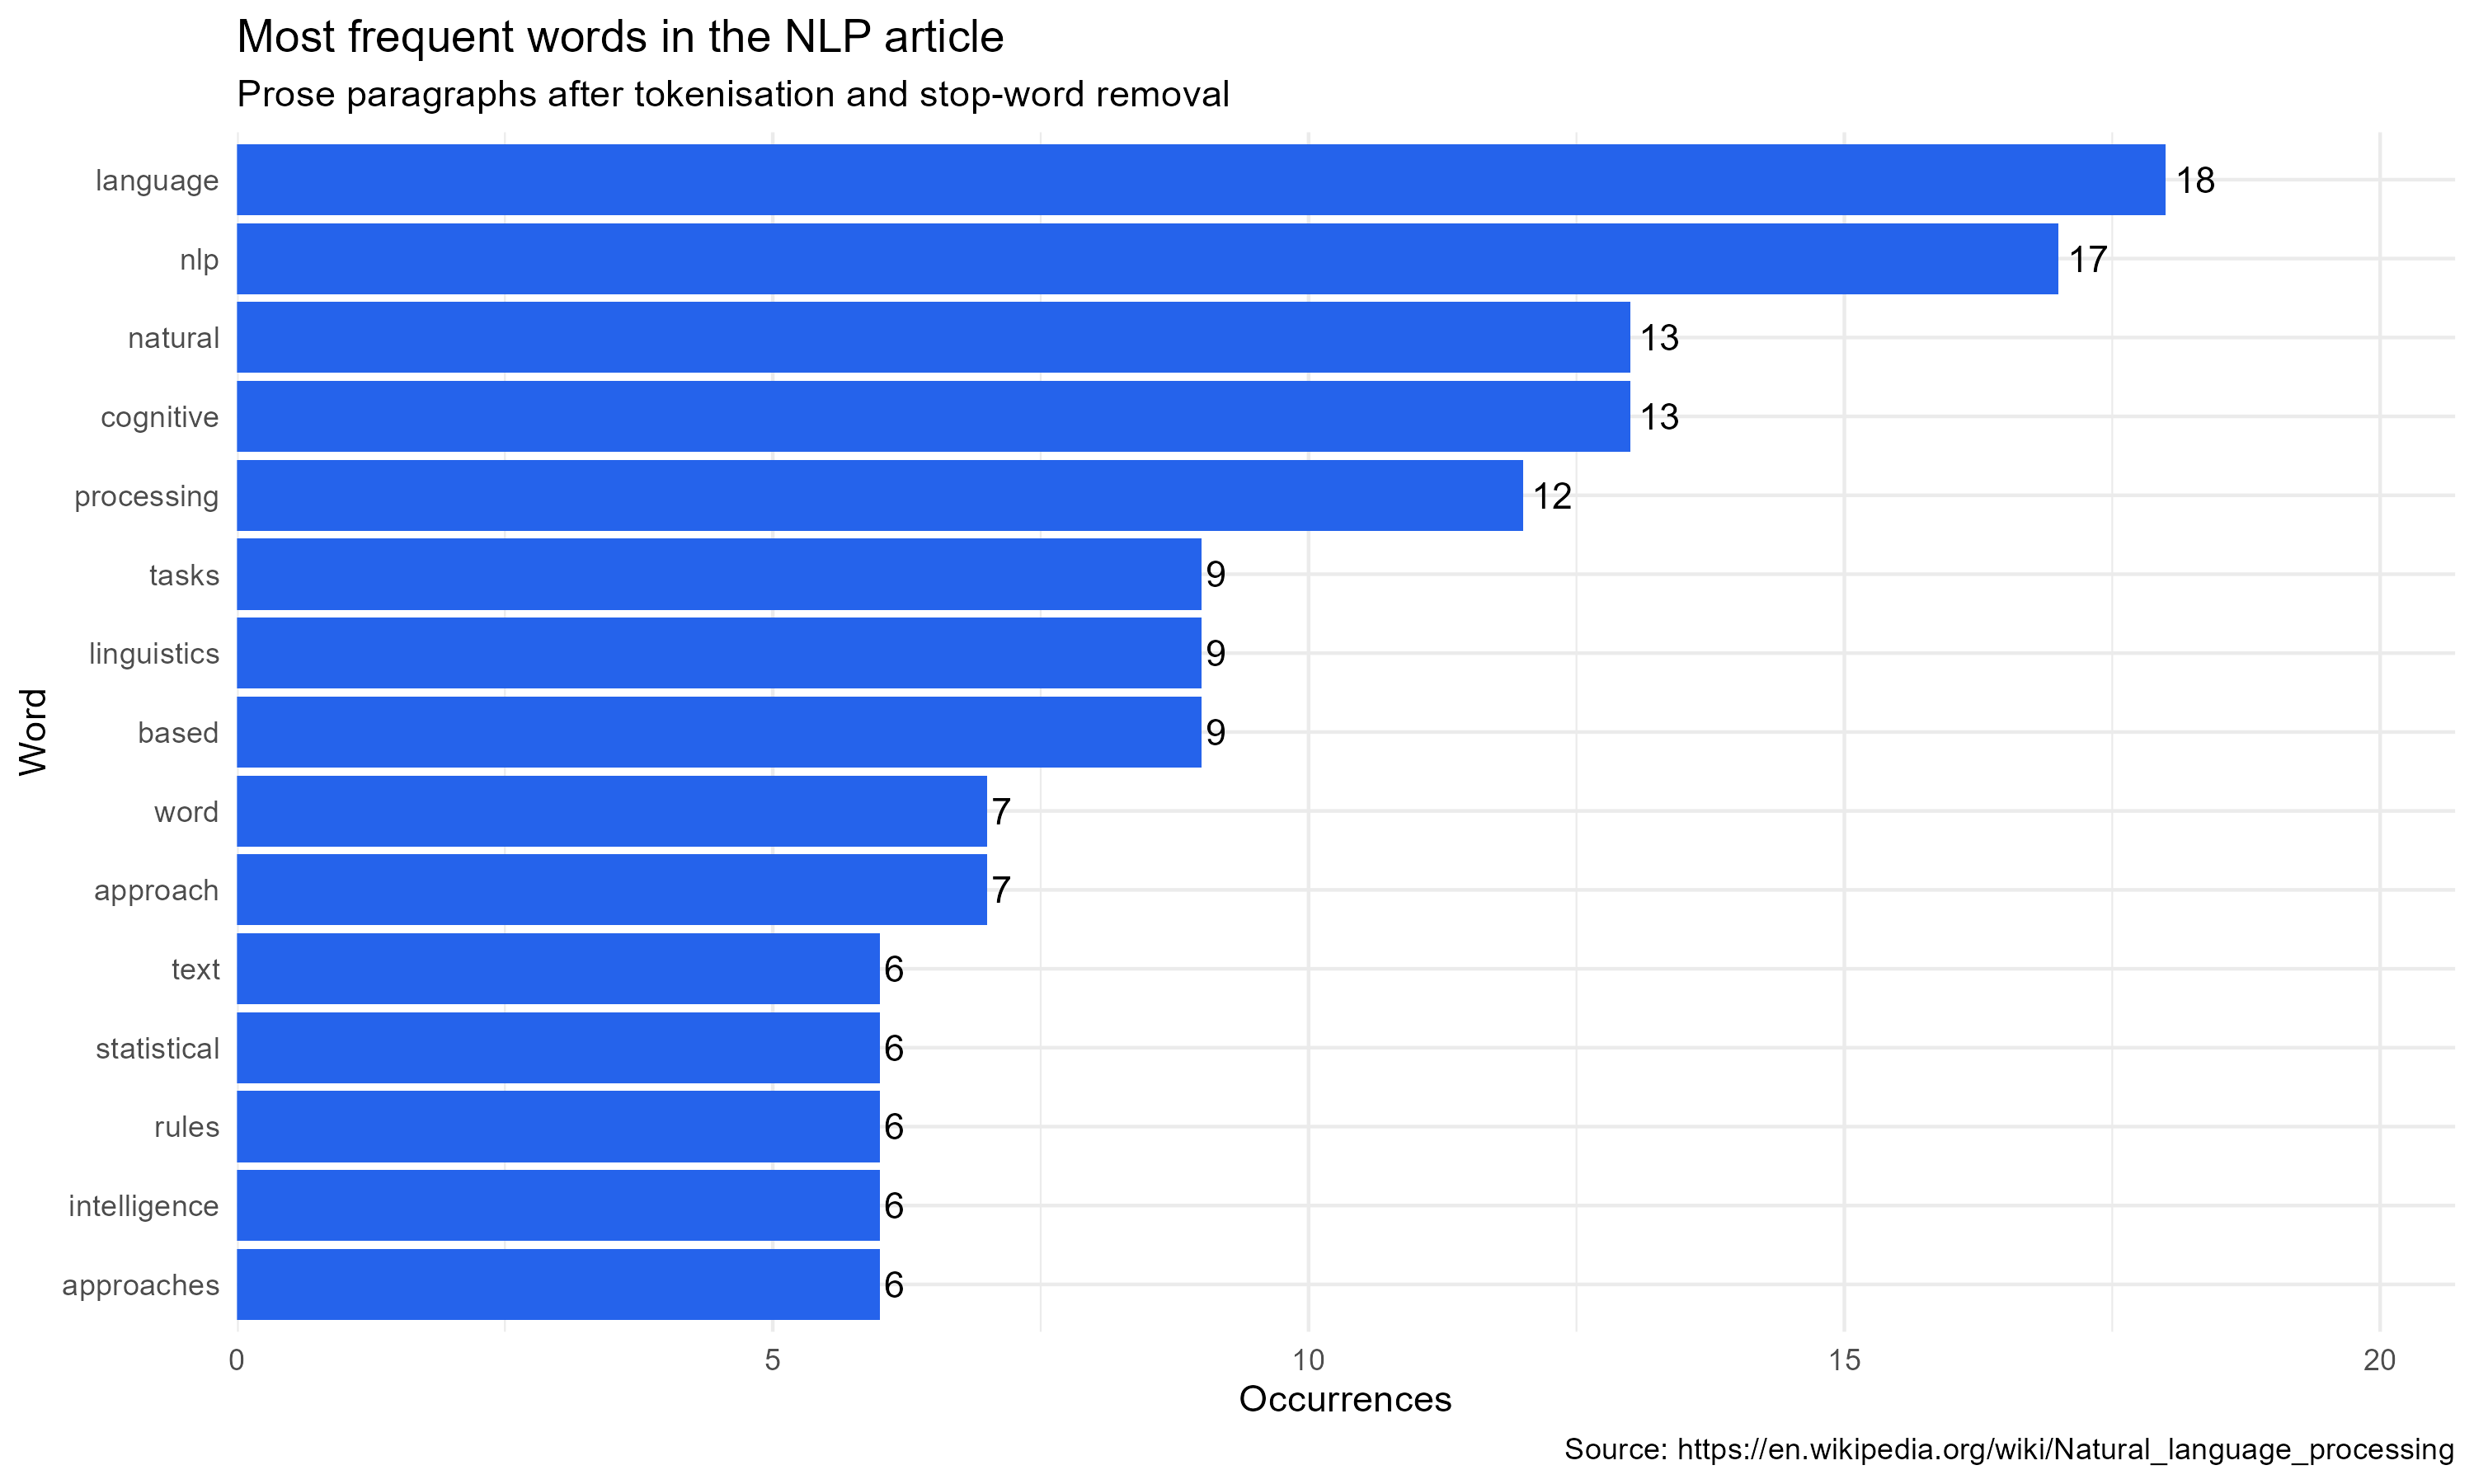 Most frequent words in the NLP article
Prose paragraphs after tokenisation and stop-word removal
language 18
nlp 17
natural 13
cognitive 13
processing 12
tasks 9
linguistics 9
based 9
word 7
approach 7
text 6
statistical 6
rules 6
intelligence 6
approaches 6
Word
0 5 10 15 20
Occurrences
Source: https://en.wikipedia.org/wiki/Natural_language_processing